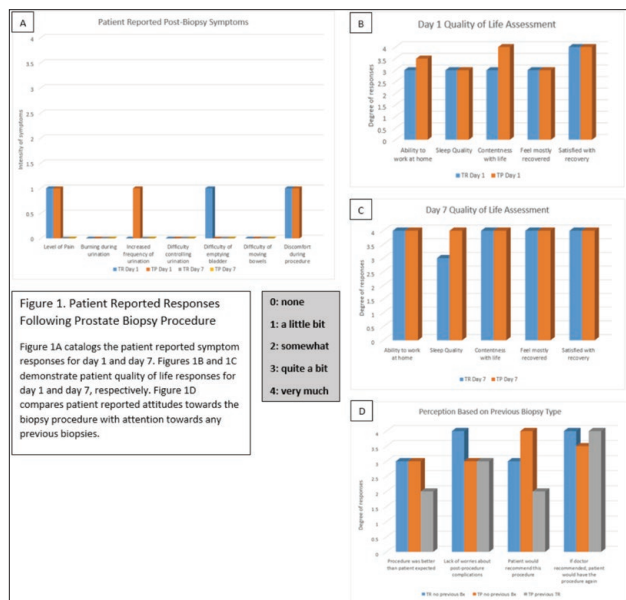 A
Patient Reported Post-Biopsy Symptoms
Intensity of symptoms
4
3.5
3
2.5
2
1.5
1
0.5
0
Level of Pain
Burning during urination
Increased frequency of urination
Difficulty controlling urination
Difficulty of emptying bladder
Difficulty of moving bowels
Discomfort during procedure
TR Day 1 TP Day 1 TR Day 7 TP Day 7
B
Day 1 Quality of Life Assessment
Degree of responses
4
3.5
3
2.5
2
1.5
1
0.5
0
Ability to work at home
Sleep Quality
Contentness with life
Feel mostly recovered
Satisfied with recovery
TR Day 1 TP Day 1
C
Day 7 Quality of Life Assessment
Degree of responses
4
3.5
3
2.5
2
1.5
1
0.5
0
Ability to work at home
Sleep Quality
Contentness with life
Feel mostly recovered
Satisfied with recovery
TR Day 7 TP Day 7
Figure 1. Patient Reported Responses
Following Prostate Biopsy Procedure
Figure 1A catalogs the patient reported symptom
responses for day 1 and day 7. Figures 1B and 1C
demonstrate patient quality of life responses for
day 1 and day 7, respectively. Figure 1D
compares patient reported attitudes towards the
biopsy procedure with attention towards any
previous biopsies.
0: none
1: a little bit
2: somewhat
3: quite a bit
4: very much
D
Perception Based on Previous Biopsy Type
Degree of responses
4
3.5
3
2.5
2
1.5
1
0.5
0
Procedure was better than patient expected
Lack of worries about post-procedure complications
Patient would recommend this procedure
If doctor recommended, patient would have the procedure again
TR no previous Bx TP no previous Bx TP previous TR